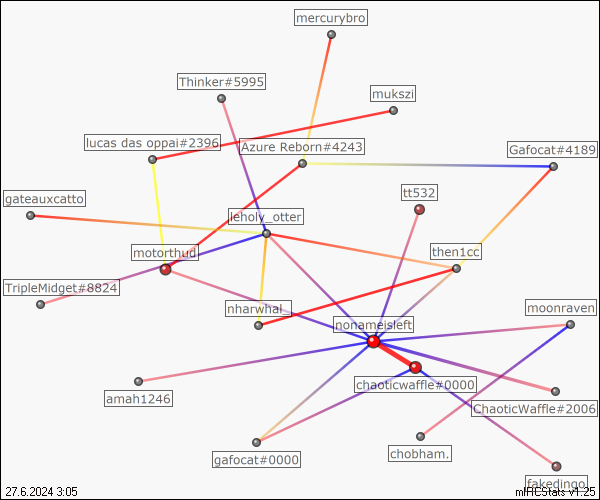 mercurybro
Thinker#5995
mukszi
lucas das oppai#2396
Azure Reborn#4243
Gafocat#4189
tt532
gateauxcatto
leholy_otter
motorthud
then1cc
TripleMidget#8824
nharwhal_
moonraven
nonameisleft
chaoticwaffle#0000
amah1246
ChaoticWaffle#2006
chobham.
gafocat#0000
fakedingo
27.6.2024 3:05
mIRCStats v1.25